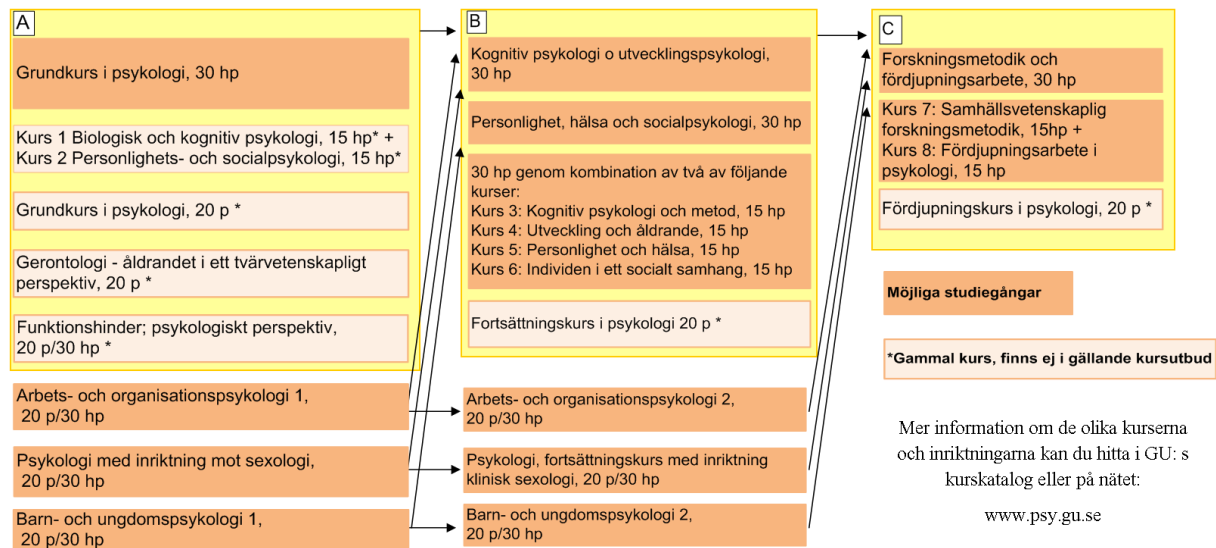 A
Grundkurs i psykologi, 30 hp
Kurs 1 Biologisk och kognitiv psykologi, 15 hp* +
Kurs 2 Personlighets- och socialpsykologi, 15 hp*
Grundkurs i psykologi, 20 p *
Gerontologi - åldrandet i ett tvärvetenskapligt
perspektiv, 20 p *
Funktionshinder; psykologiskt perspektiv,
20 p/30 hp *
Arbets- och organisationspsykologi 1,
20 p/30 hp
Psykologi med inriktning mot sexologi,
20 p/30 hp
Barn- och ungdomspsykologi 1,
20 p/30 hp
B
Kognitiv psykologi o utvecklingspsykologi,
30 hp
Personlighet, hälsa och socialpsykologi, 30 hp
30 hp genom kombination av två av följande
kurser:
Kurs 3: Kognitiv psykologi och metod, 15 hp
Kurs 4: Utveckling och åldrande, 15 hp
Kurs 5: Personlighet och hälsa, 15 hp
Kurs 6: Individen i ett socialt samhang, 15 hp
Fortsättningskurs i psykologi 20 p *
Arbets- och organisationspsykologi 2,
20 p/30 hp
Psykologi, fortsättningskurs med inriktning
klinisk sexologi, 20 p/30 hp
Barn- och ungdomspsykologi 2,
20 p/30 hp
C
Forskningsmetodik och
fördjupningsarbete, 30 hp
Kurs 7: Samhällsvetenskaplig
forskningsmetodik, 15hp +
Kurs 8: Fördjupningsarbete i
psykologi, 15 hp
Fördjupningskurs i psykologi, 20 p *
Möjliga studiegångar
*Gammal kurs, finns ej i gällande kursutbud
Mer information om de olika kurserna
och inriktningarna kan du hitta i GU: s
kurskatalog eller på nätet:
www.psy.gu.se